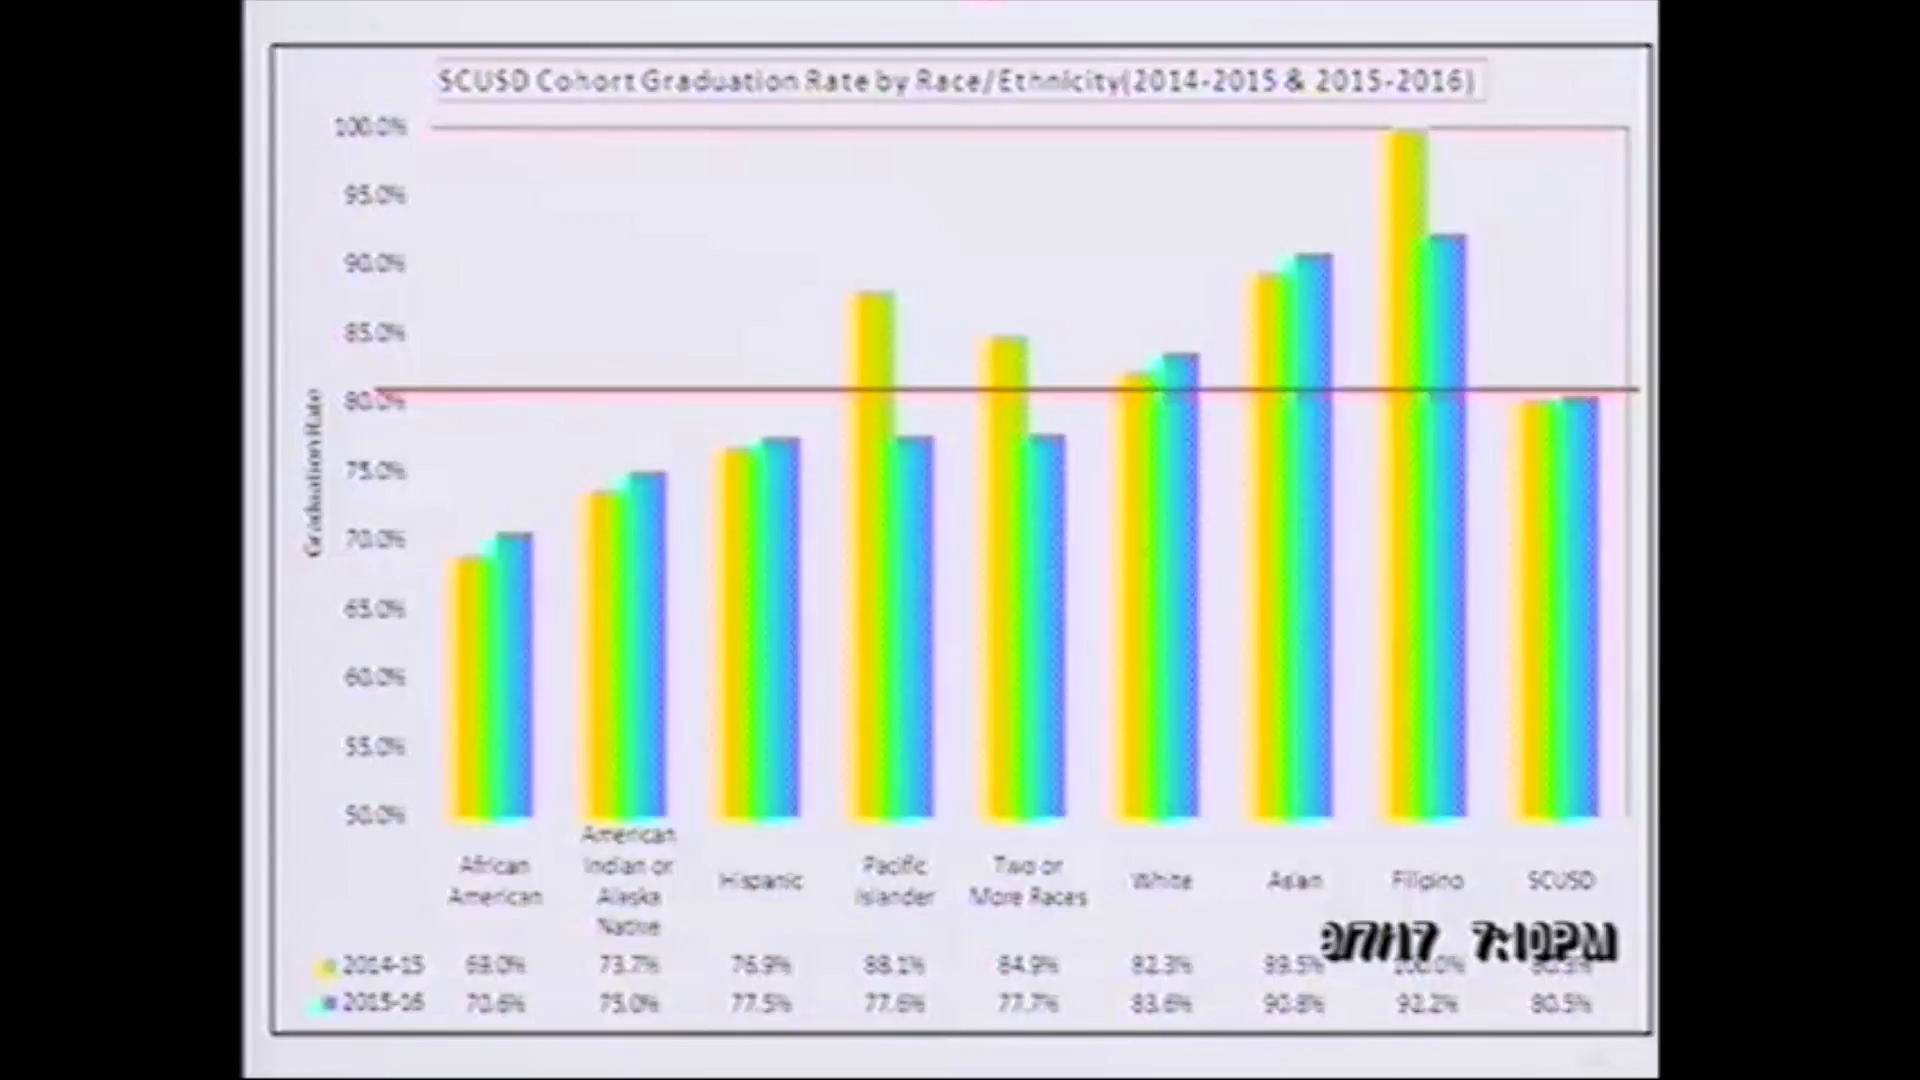 SCUSD Cohort Graduation Rate by Race/Ethnicity(2014-2015 & 2015-2016)
100.0%
95.0%
90.0%
85.0%
80.0%
75.0%
70.0%
65.0%
60.0%
55.0%
50.0%
Graduation Rate
African American
American Indian or Alaska Native
Hispanic
Pacific Islander
Two or More Races
White
Asian
Filipino
SCUSD
7:10PM
2014-15 69.0% 73.7% 76.9% 88.1% 84.9% 82.3% 89.5% 100.0%
2015-16 70.6% 75.0% 77.5% 77.6% 77.7% 83.6% 90.8% 92.2% 80.5%